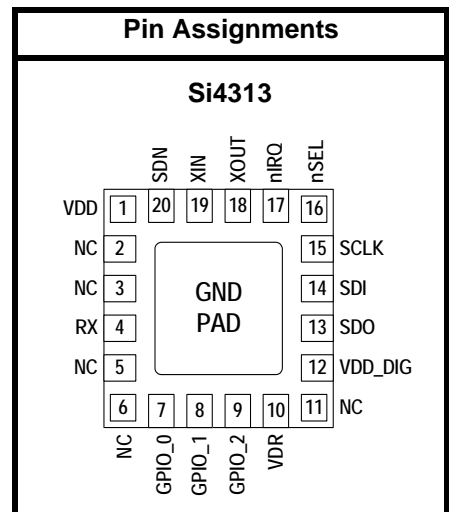 Pin Assignments
Si4313
SDN XIN XOUT nIRQ nSEL
VDD 1 20 19 18 17 16
NC 2 15 SCLK
NC 3 GND 14 SDI
RX 4 PAD 13 SDO
NC 5 12 VDD_DIG
6 7 8 9 10 11 NC
NC GPIO_0 GPIO_1 GPIO_2 VDR